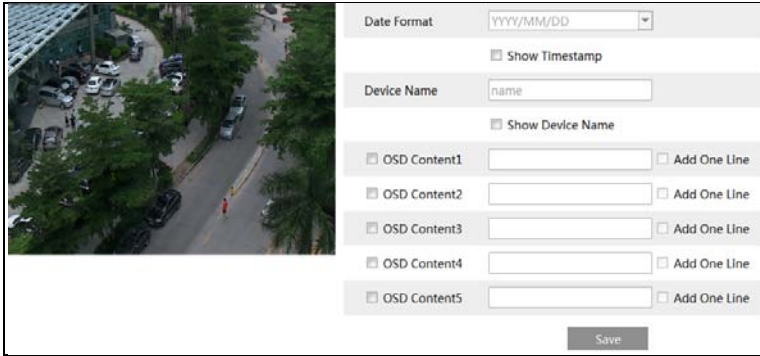 Date Format YYYY/MM/DD
Show Timestamp
Device Name name
Show Device Name
OSD Content1 Add One Line
OSD Content2 Add One Line
OSD Content3 Add One Line
OSD Content4 Add One Line
OSD Content5 Add One Line
Save